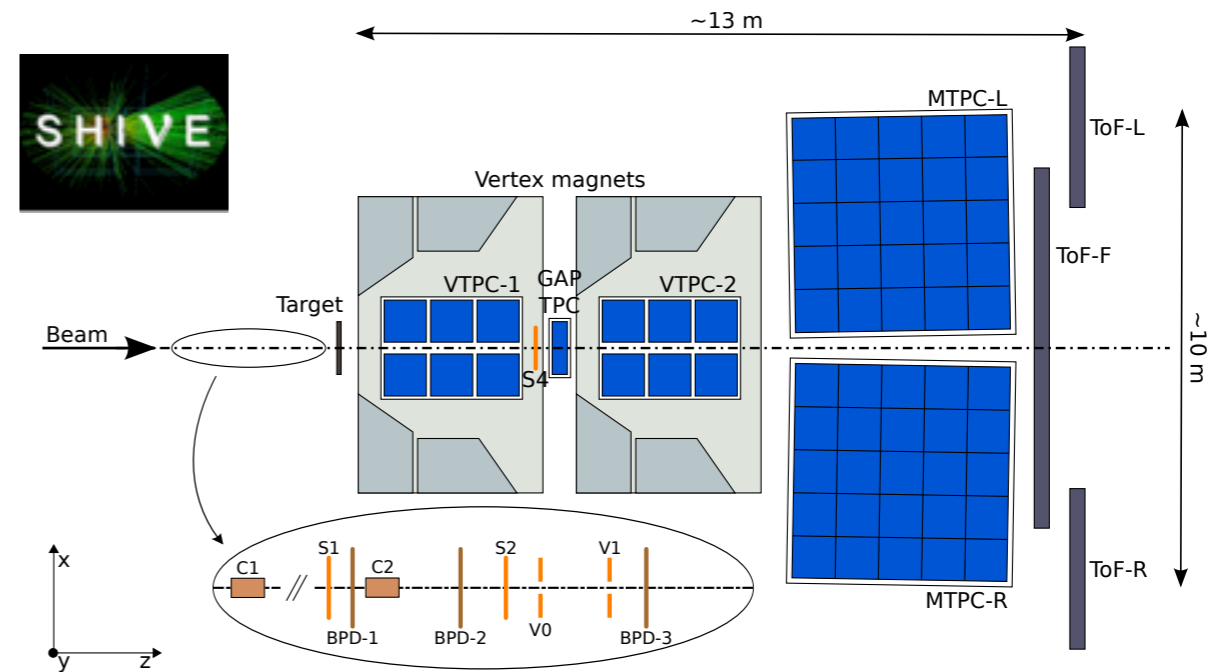 ~13 m
SHIVE
MTPC-L
ToF-L
Vertex magnets
ToF-F
VTPC-1
GAP
TPC
VTPC-2
Target
Beam
S4
~10 m
S1
S2
V1
C1
C2
BPD-1
BPD-2
V0
BPD-3
MTPC-R
ToF-R
x
y
z